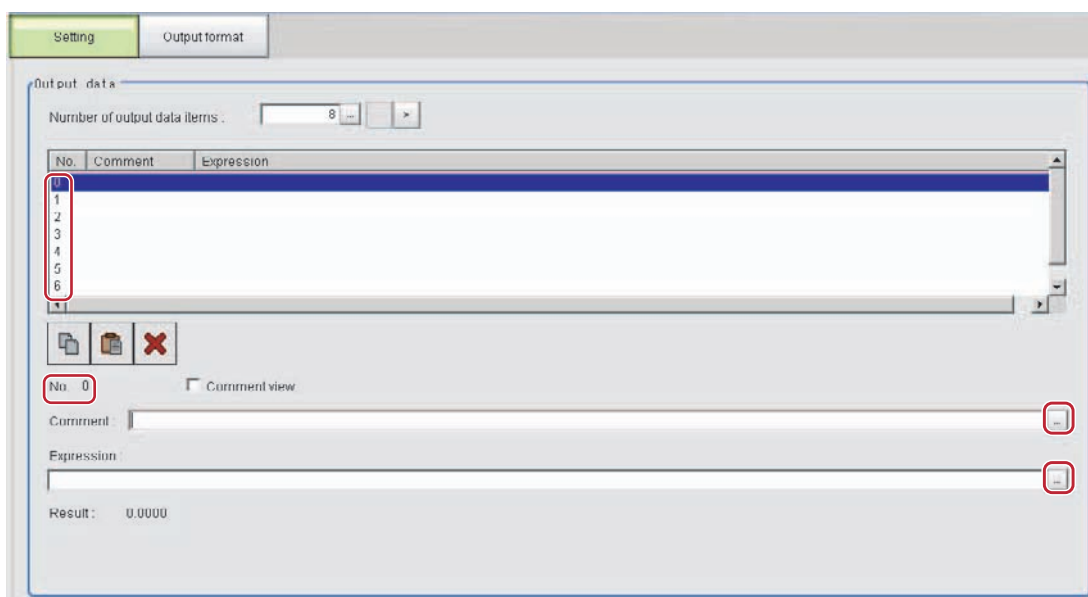 Setting Output format
Output data
Number of output data items : 8 ... >
No. Comment Expression
0
1
2
3
4
5
6
No. 0 Comment view
Comment : ...
Expression :
...
Result : 0.0000